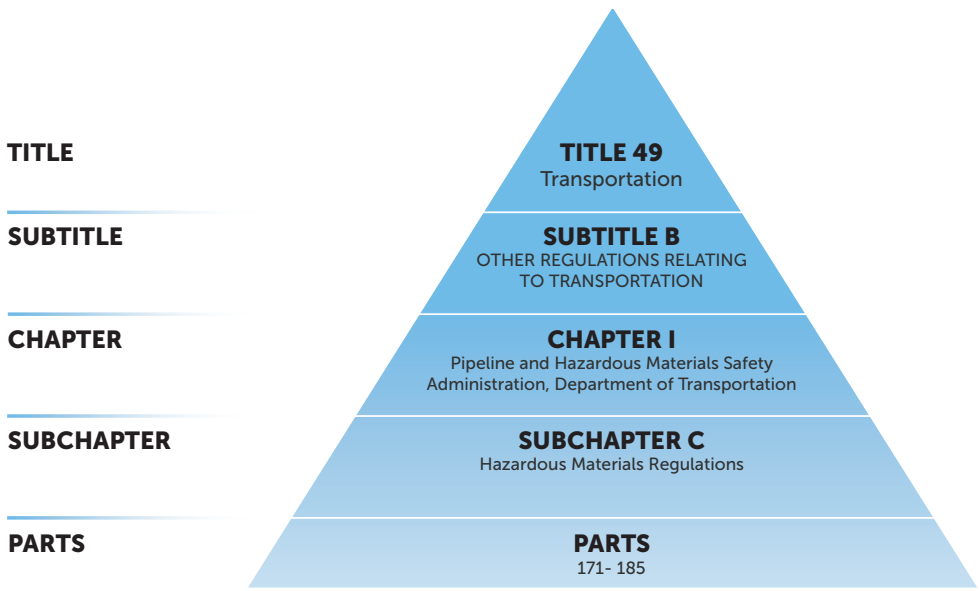 TITLE
TITLE 49
Transportation
SUBTITLE
SUBTITLE B
OTHER REGULATIONS RELATING
TO TRANSPORTATION
CHAPTER
CHAPTER I
Pipeline and Hazardous Materials Safety
Administration, Department of Transportation
SUBCHAPTER
SUBCHAPTER C
Hazardous Materials Regulations
PARTS
PARTS
171- 185